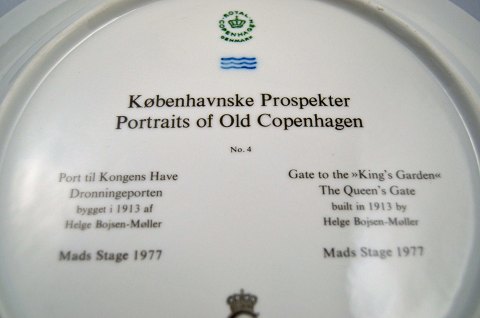 ROYAL
COPENHAGEN
DENMARK
Københavnske Prospekter
Portraits of Old Copenhagen
No. 4
Port til Kongens Have
Dronningeporten
bygget i 1913 af
Helge Bojsen-Møller
Mads Stage 1977
Gate to the »King's Garden«
The Queen's Gate
built in 1913 by
Helge Bojsen-Møller
Mads Stage 1977